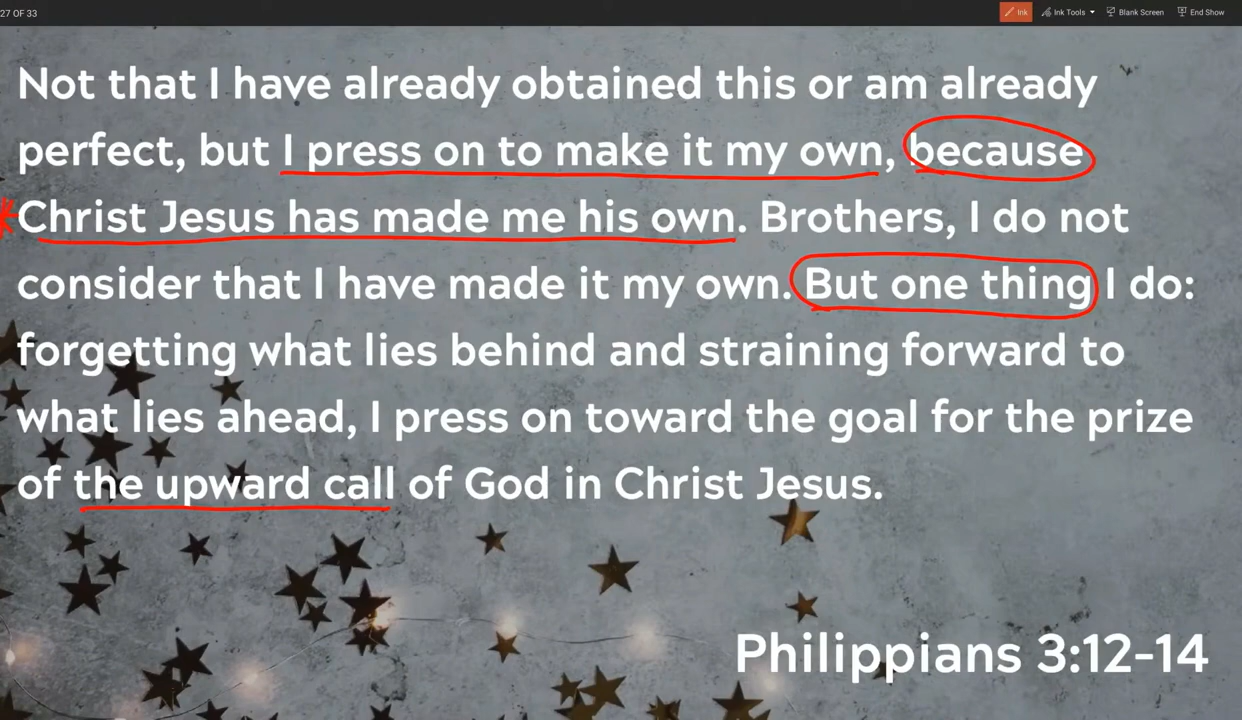 27 OF 33
Ink
Ink Tools
Blank Screen
End Show
Not that I have already obtained this or am already
perfect, but I press on to make it my own, because
Christ Jesus has made me his own. Brothers, I do not
consider that I have made it my own. But one thing I do:
forgetting what lies behind and straining forward to
what lies ahead, I press on toward the goal for the prize
of the upward call of God in Christ Jesus.
Philippians 3:12-14